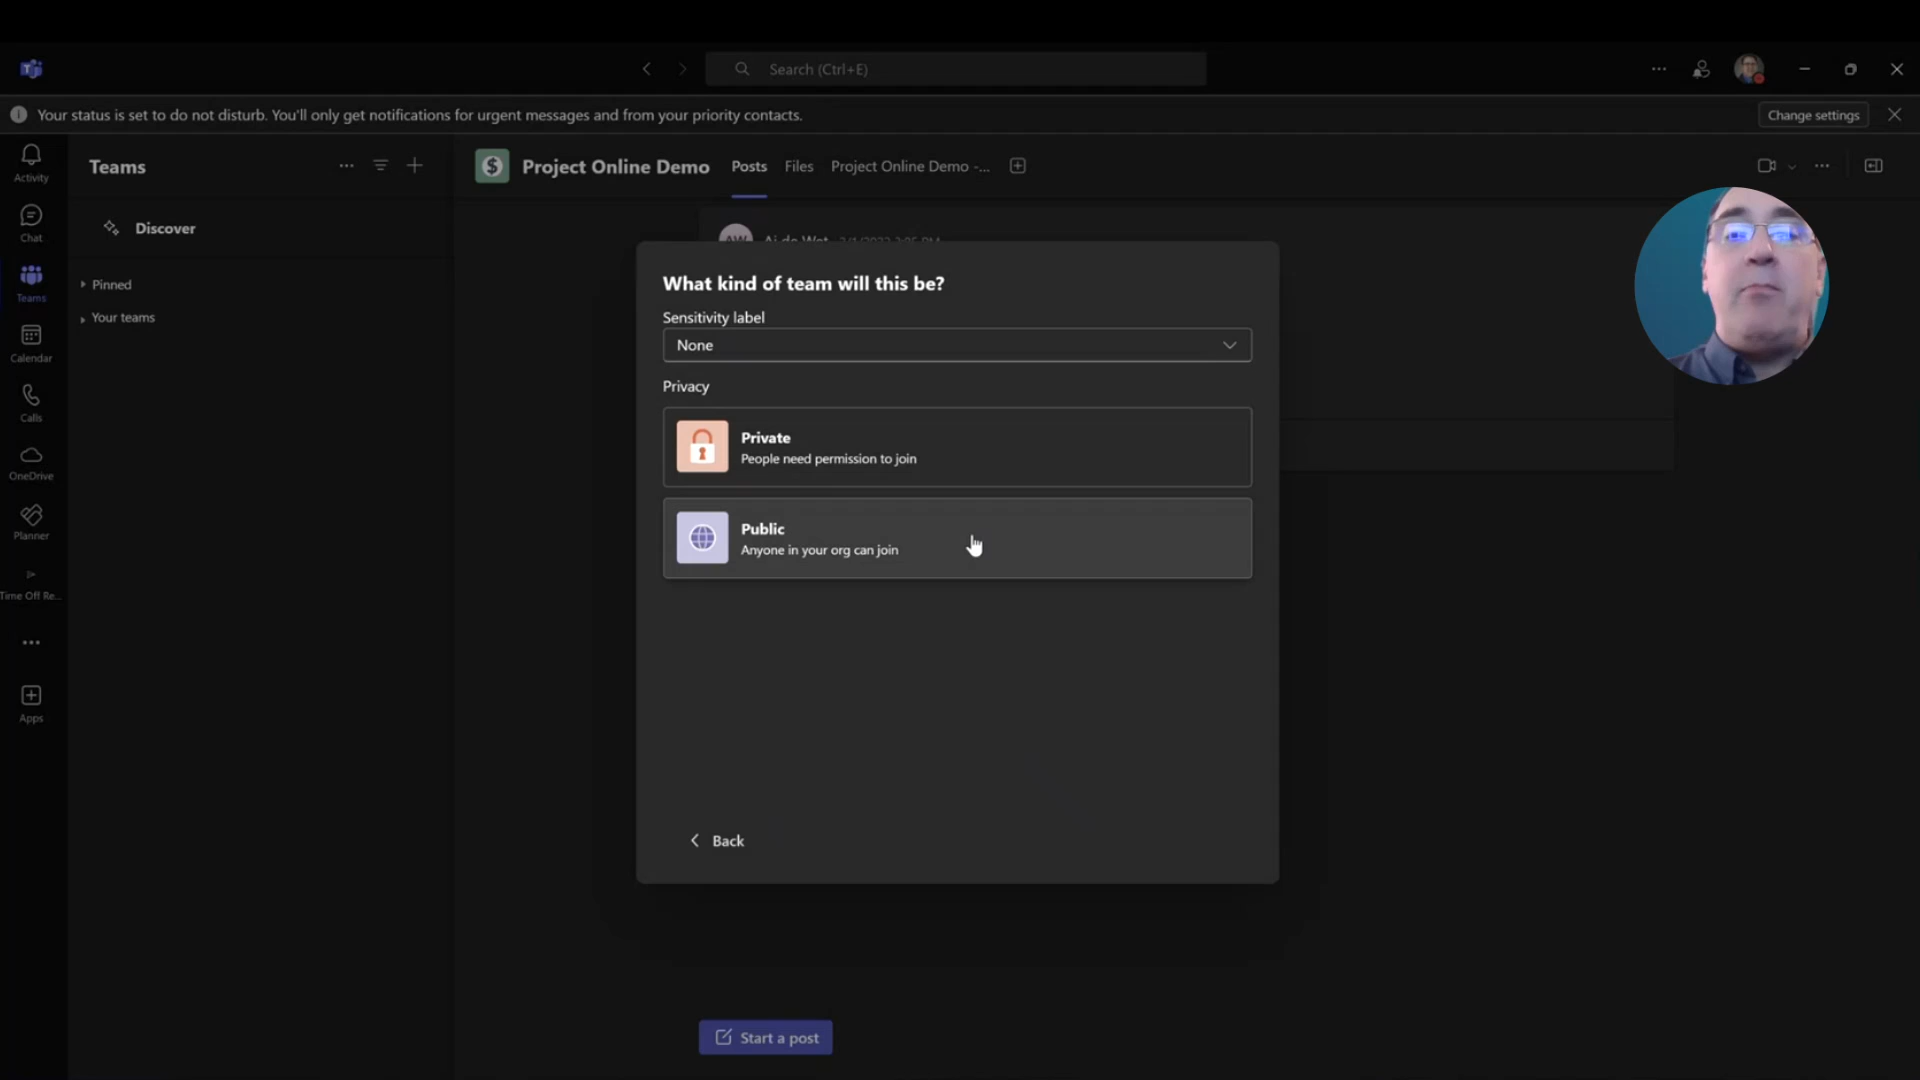 Search (Ctrl+E)
Your status is set to do not disturb. You'll only get notifications for urgent messages and from your priority contacts.
Change settings
Activity
Chat
Teams
Calendar
Calls
OneDrive
Planner
Time Off Re...
Apps
Teams
Discover
Pinned
Your teams
$ Project Online Demo Posts Files Project Online Demo -...
What kind of team will this be?
Sensitivity label
None
Privacy
Private
People need permission to join
Public
Anyone in your org can join
Back
Start a post